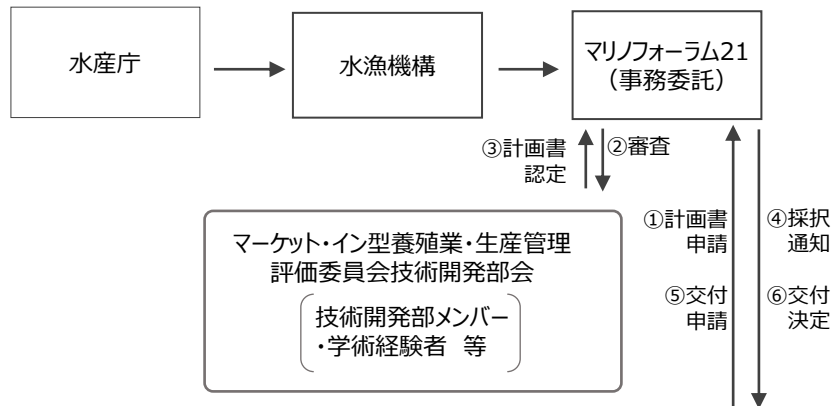 水産庁
水漁機構
マリノフォーラム21
（事務委託）
③計画書
認定
②審査
マーケット・イン型養殖業・生産管理
評価委員会技術開発部会
技術開発部メンバー
・学術経験者 等
①計画書
申請
④採択
通知
⑤交付
申請
⑥交付
決定